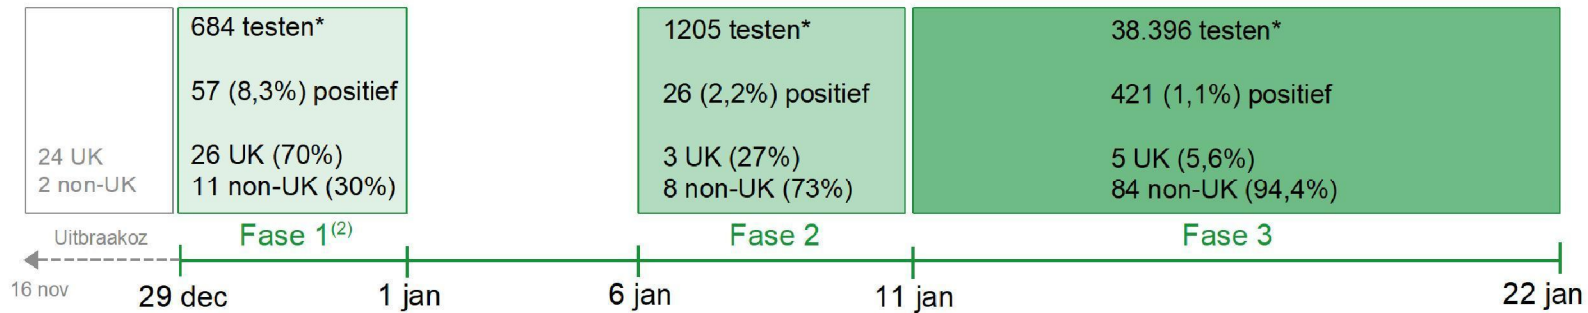 24 UK
2 non-UK
684 testen*
57 (8,3%) positief
26 UK (70%)
11 non-UK (30%)
1205 testen*
26 (2,2%) positief
3 UK (27%)
8 non-UK (73%)
38.396 testen*
421 (1,1%) positief
5 UK (5,6%)
84 non-UK (94,4%)
Uitbraakoz
Fase 1(2)
Fase 2
Fase 3
16 nov
29 dec
1 jan
6 jan
11 jan
22 jan